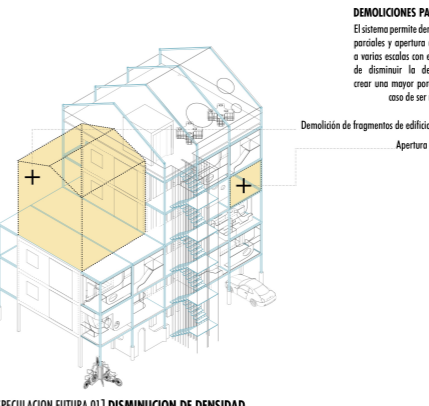 DEMOLICIONES PA
El sistema permite der
parciales y apertura
a varias escalas con e
de disminuir la de
crear una mayor por
caso de ser
Demolición de fragmentos de edificio
Apertura
PECULACION FUTURA 01] DISMINUCION DE DENSIDAD